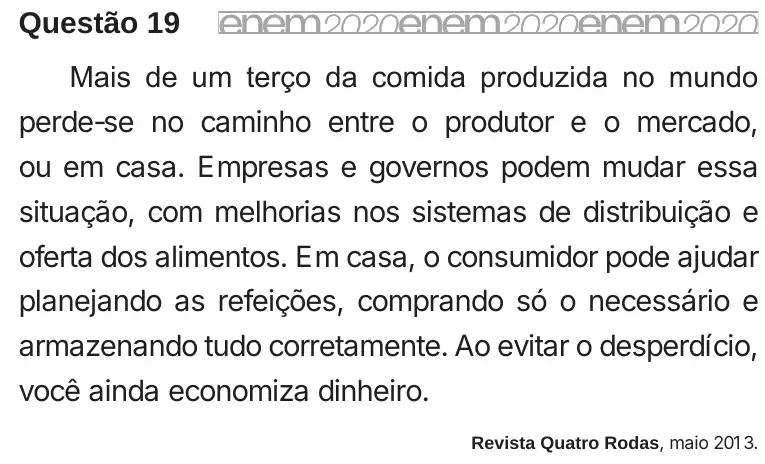 Questão 19
enem2020enem2020enem2020
Mais de um terço da comida produzida no mundo
perde-se no caminho entre o produtor e o mercado,
ou em casa. Empresas e governos podem mudar essa
situação, com melhorias nos sistemas de distribuição e
oferta dos alimentos. Em casa, o consumidor pode ajudar
planejando as refeições, comprando só o necessário e
armazenando tudo corretamente. Ao evitar o desperdício,
você ainda economiza dinheiro.
Revista Quatro Rodas, maio 2013.